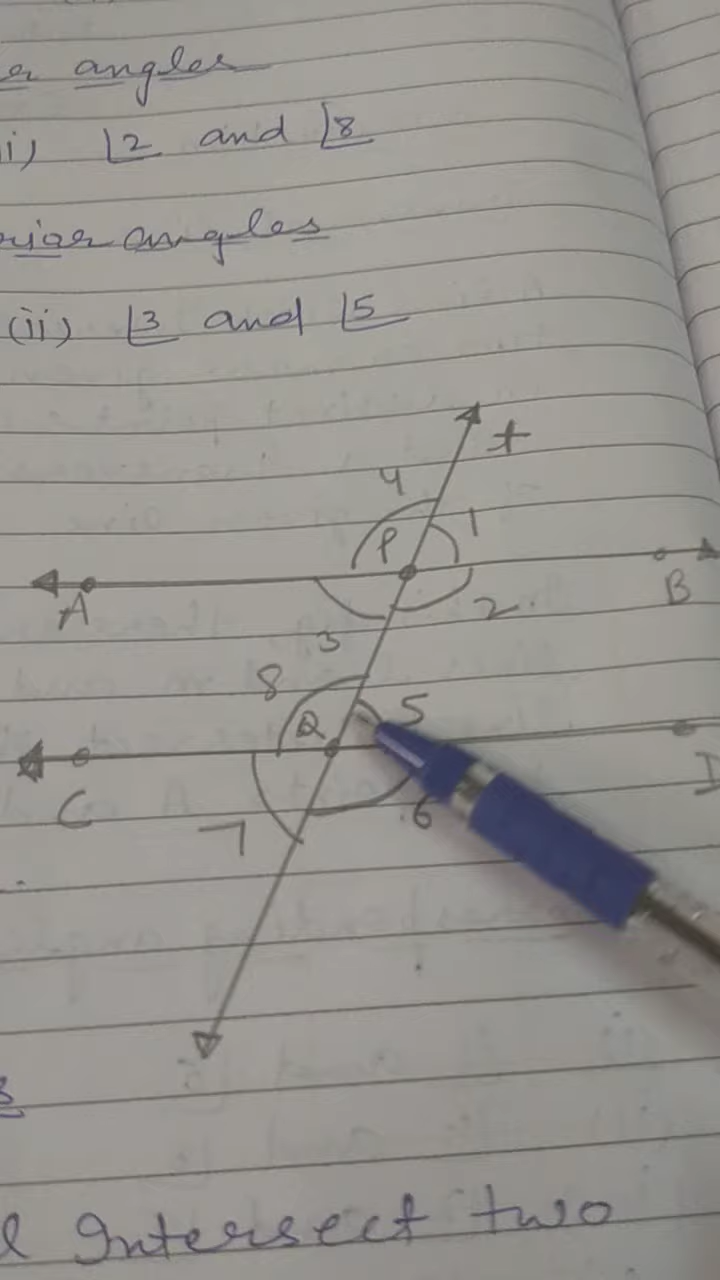 angles
ii) ∠2 and ∠8
angles
(ii) ∠3 and ∠5
t
4
P 1
A B
3 2
8 5
Q
C D
7 6
Intersect two